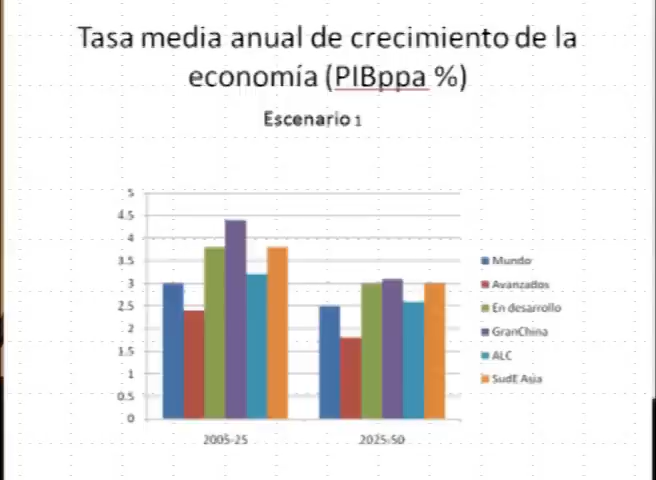 Tasa media anual de crecimiento de la
economía (PIBppa %)
Escenario 1
5
4.5
4
3.5
3
2.5
2
1.5
1
0.5
0
2005-25
2025-50
Mundo
Avanzados
En desarrollo
GranChina
ALC
SudE Asia